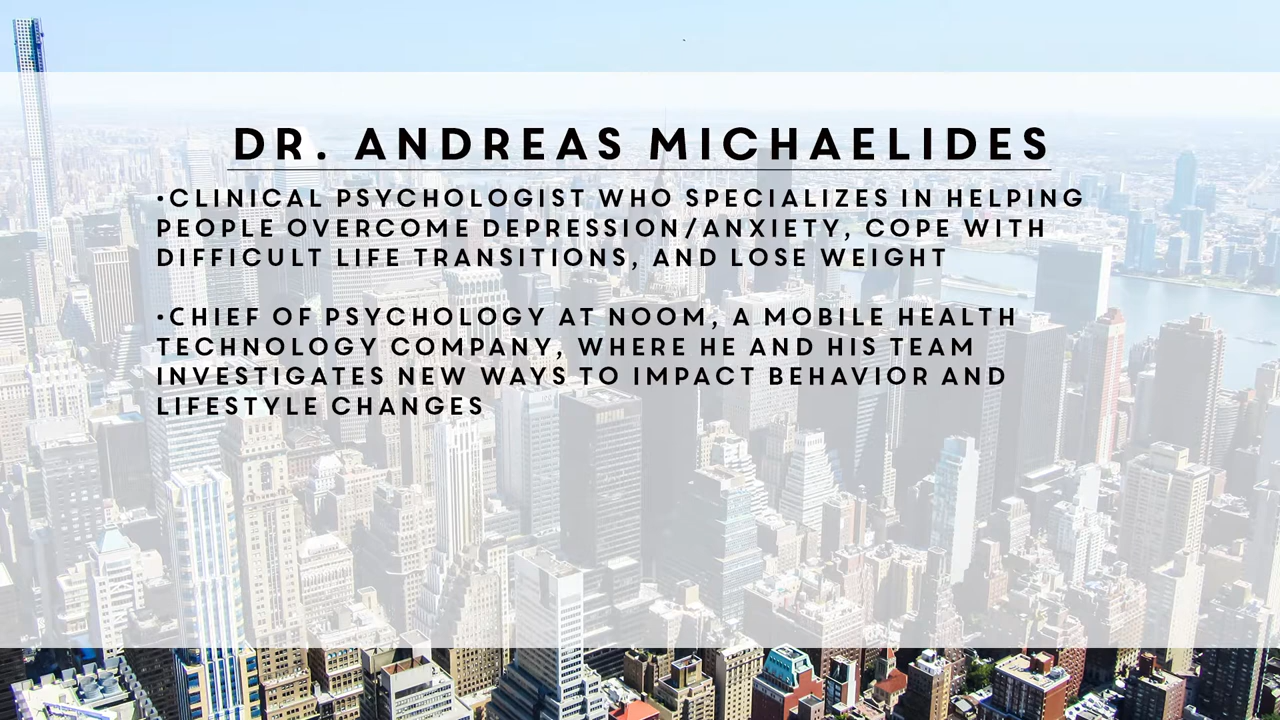 DR. ANDREAS MICHAELIDES
•CLINICAL PSYCHOLOGIST WHO SPECIALIZES IN HELPING
PEOPLE OVERCOME DEPRESSION/ANXIETY, COPE WITH
DIFFICULT LIFE TRANSITIONS, AND LOSE WEIGHT
•CHIEF OF PSYCHOLOGY AT NOOM, A MOBILE HEALTH
TECHNOLOGY COMPANY, WHERE HE AND HIS TEAM
INVESTIGATES NEW WAYS TO IMPACT BEHAVIOR AND
LIFESTYLE CHANGES